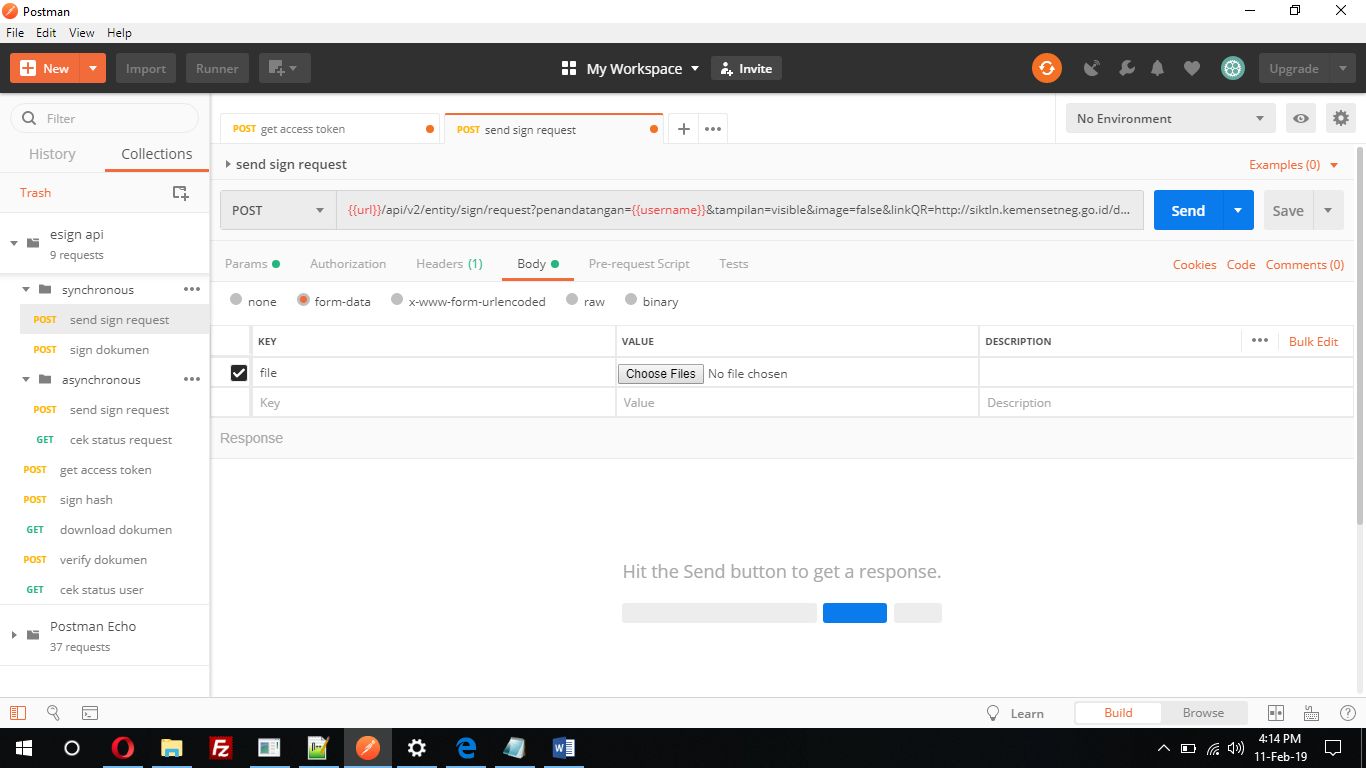 Postman
File Edit View Help
New Import Runner My Workspace Invite Upgrade
Filter
History Collections
Trash
esign api
9 requests
synchronous
POST send sign request
POST sign dokumen
asynchronous
POST send sign request
GET cek status request
POST get access token
POST sign hash
GET download dokumen
POST verify dokumen
GET cek status user
Postman Echo
37 requests
POST get access token POST send sign request No Environment
send sign request Examples (0)
POST {{url}}/api/v2/entity/sign/request?penandatangan={{username}}&tampilan=visible&image=false&linkQR=http://siktln.kemensetneg.go.id/d... Send Save
Params Authorization Headers (1) Body Pre-request Script Tests Cookies Code Comments (0)
none form-data x-www-form-urlencoded raw binary
KEY VALUE DESCRIPTION Bulk Edit
file Choose Files No file chosen
Key Value Description
Response
Hit the Send button to get a response.
Learn Build Browse
4:14 PM
11-Feb-19